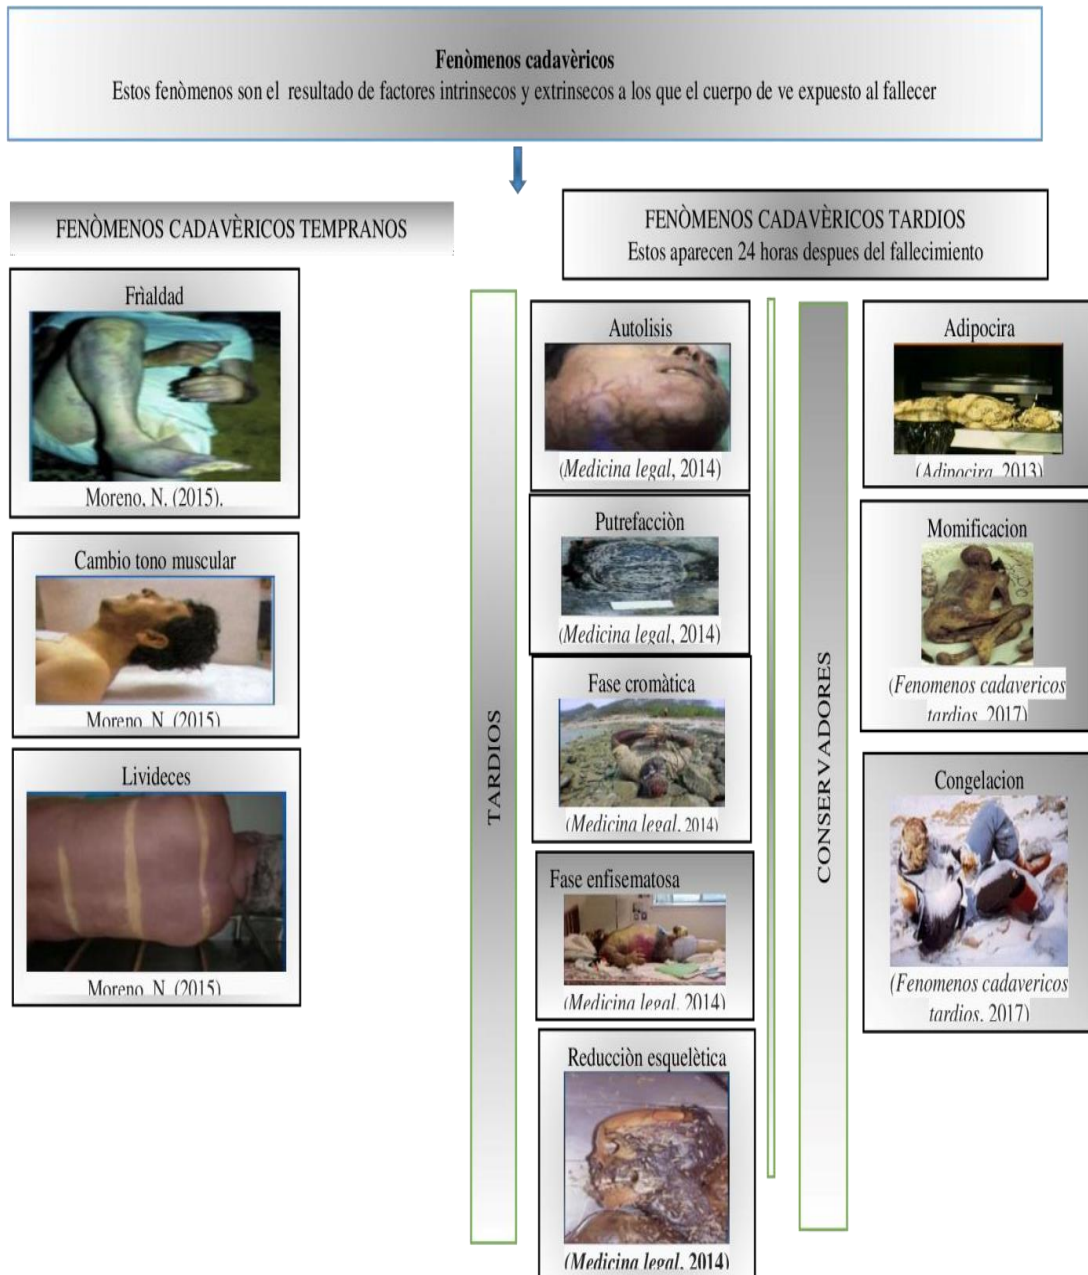 Fenòmenos cadavèricos
Estos fenòmenos son el resultado de factores intrinsecos y extrinsecos a los que el cuerpo de ve expuesto al fallecer
FENÒMENOS CADAVÈRICOS TEMPRANOS
Frìaldad
Moreno, N. (2015).
Cambio tono muscular
Moreno, N. (2015)
Livideces
Moreno, N. (2015)
FENÒMENOS CADAVÈRICOS TARDIOS
Estos aparecen 24 horas despues del fallecimiento
TARDIOS
Autolisis
(Medicina legal, 2014)
Putrefacciòn
(Medicina legal, 2014)
Fase cromàtica
(Medicina legal, 2014)
Fase enfisematosa
(Medicina legal, 2014)
Reducciòn esquelètica
(Medicina legal, 2014)
CONSERVADORES
Adipocira
(Adipocira, 2013)
Momificacion
(Fenomenos cadavericos
tardios, 2017)
Congelacion
(Fenomenos cadavericos
tardios, 2017)